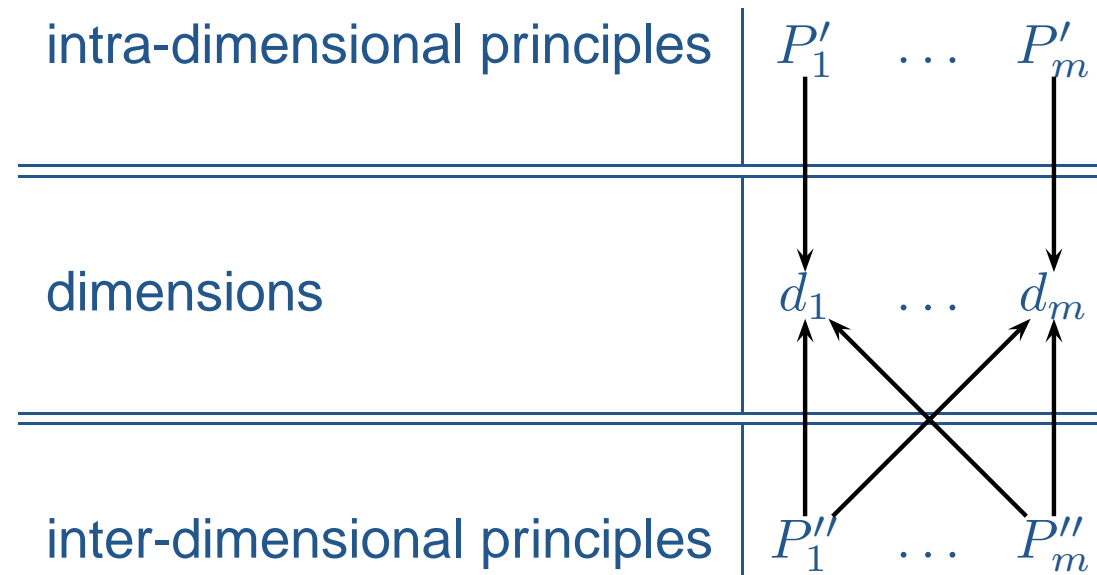 intra-dimensional principles P′₁ … P′ₘ
dimensions d₁ … dₘ
inter-dimensional principles P″₁ … P″ₘ